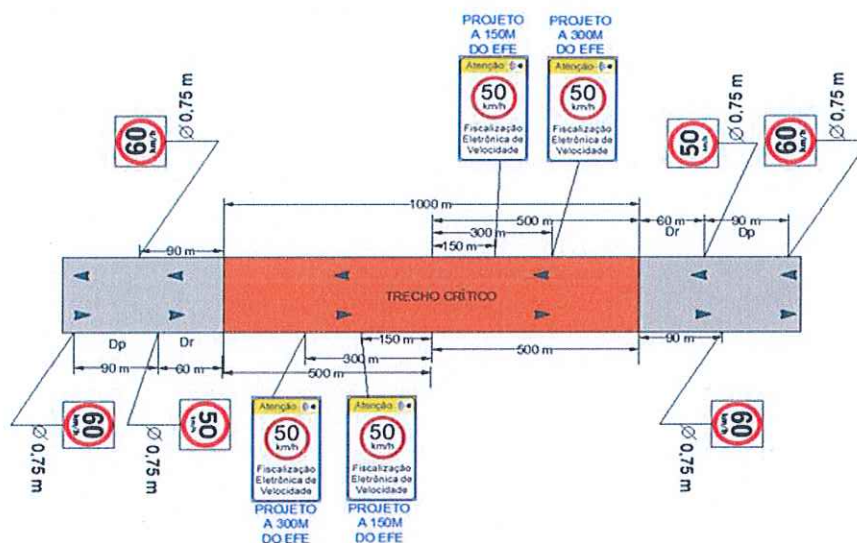 PROJETO
A 150M
DO EFE
PROJETO
A 300M
DO EFE
Atenção
50
km/h
Fiscalização
Eletrônica de
Velocidade
Atenção
50
km/h
Fiscalização
Eletrônica de
Velocidade
60
km/h
Ø 0,75 m
50
km/h
Ø 0,75 m
60
km/h
Ø 0,75 m
1000 m
500 m
60 m
90 m
300 m
Dr
Dp
90 m
150 m
TRECHO CRÍTICO
Dp
Dr
150 m
90 m
90 m
60 m
300 m
500 m
500 m
Ø 0,75 m
60
km/h
Ø 0,75 m
50
km/h
Atenção
50
km/h
Fiscalização
Eletrônica de
Velocidade
Atenção
50
km/h
Fiscalização
Eletrônica de
Velocidade
Ø 0,75 m
60
km/h
PROJETO
A 300M
DO EFE
PROJETO
A 150M
DO EFE